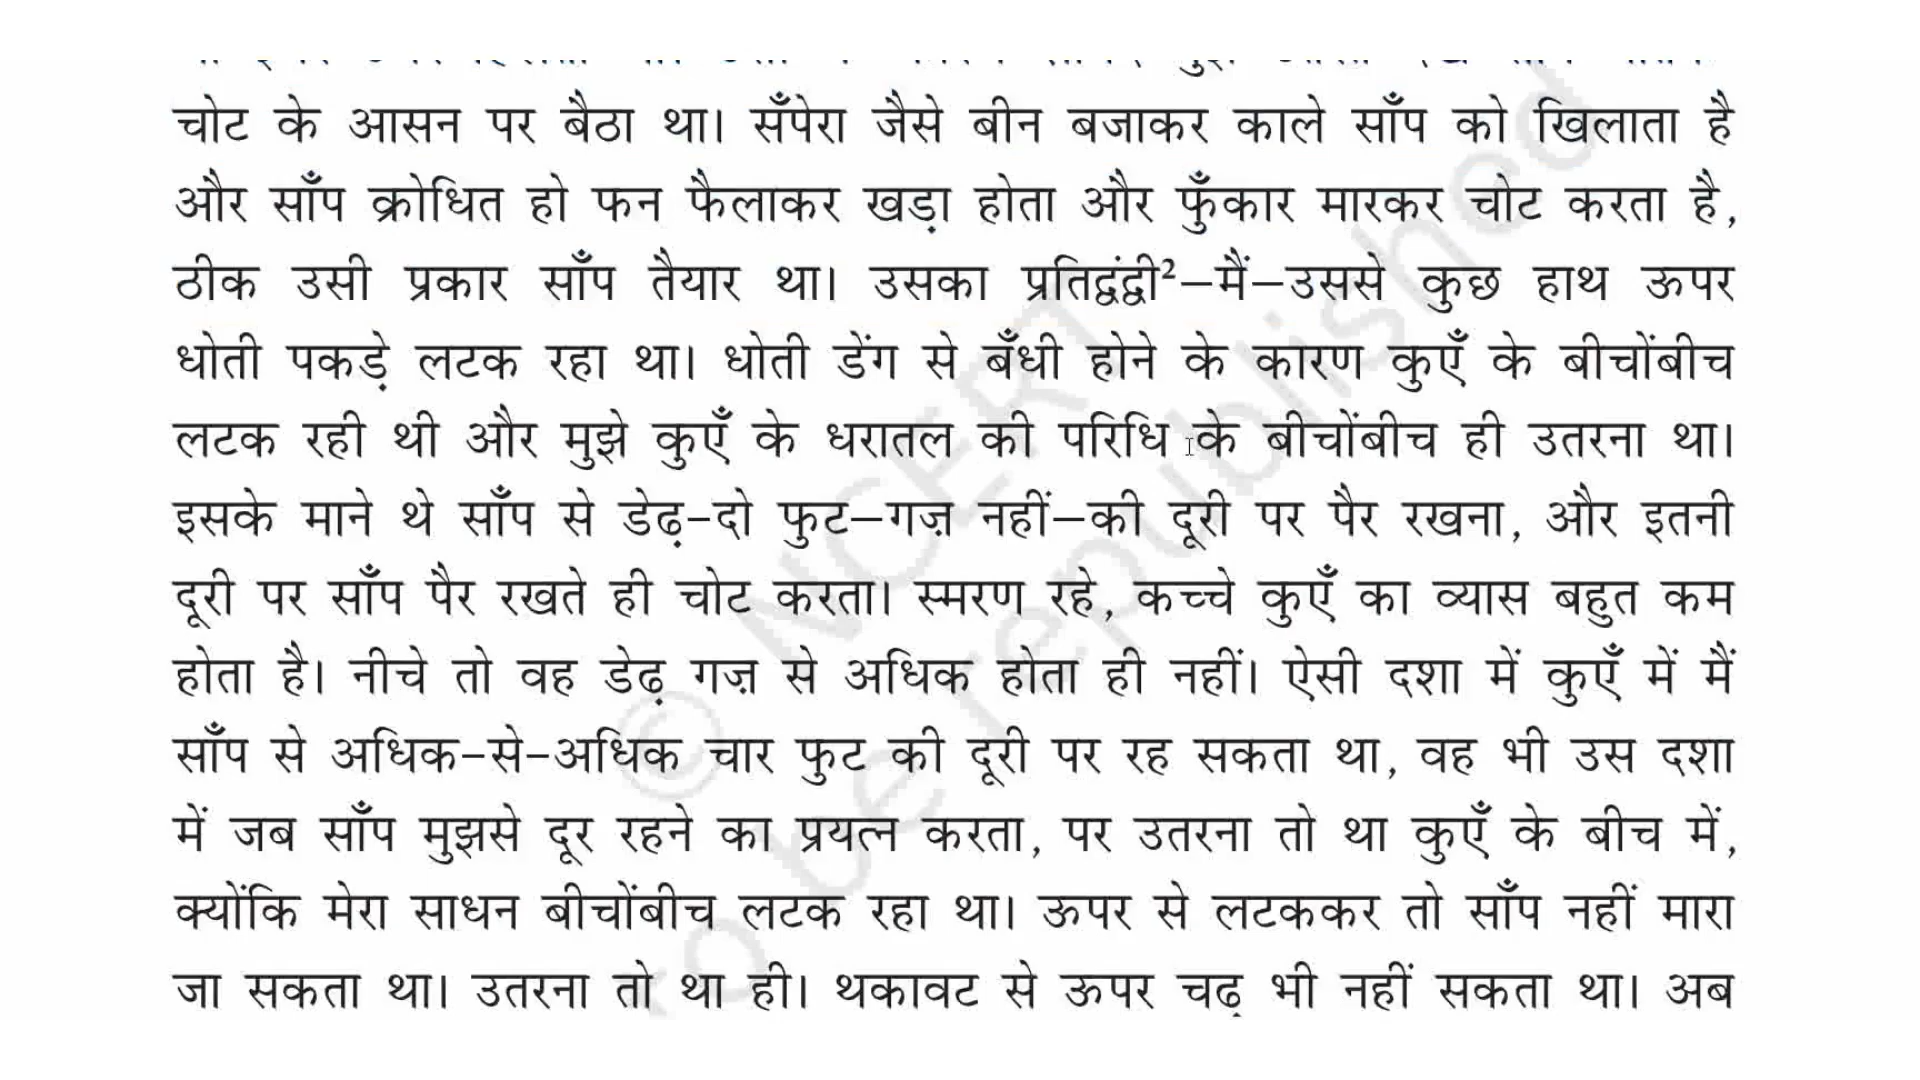 चोट के आसन पर बैठा था। सँपेरा जैसे बीन बजाकर काले साँप को खिलाता है
और साँप क्रोधित हो फन फैलाकर खड़ा होता और फुँकार मारकर चोट करता है,
ठीक उसी प्रकार साँप तैयार था। उसका प्रतिद्वंद्वी²–मैं–उससे कुछ हाथ ऊपर
धोती पकड़े लटक रहा था। धोती डेंग से बँधी होने के कारण कुएँ के बीचोंबीच
लटक रही थी और मुझे कुएँ के धरातल की परिधि के बीचोंबीच ही उतरना था।
इसके माने थे साँप से डेढ़-दो फुट–गज़ नहीं–की दूरी पर पैर रखना, और इतनी
दूरी पर साँप पैर रखते ही चोट करता। स्मरण रहे, कच्चे कुएँ का व्यास बहुत कम
होता है। नीचे तो वह डेढ़ गज़ से अधिक होता ही नहीं। ऐसी दशा में कुएँ में मैं
साँप से अधिक-से-अधिक चार फुट की दूरी पर रह सकता था, वह भी उस दशा
में जब साँप मुझसे दूर रहने का प्रयत्न करता, पर उतरना तो था कुएँ के बीच में,
क्योंकि मेरा साधन बीचोंबीच लटक रहा था। ऊपर से लटककर तो साँप नहीं मारा
जा सकता था। उतरना तो था ही। थकावट से ऊपर चढ़ भी नहीं सकता था। अब
© NCERT
to be republished